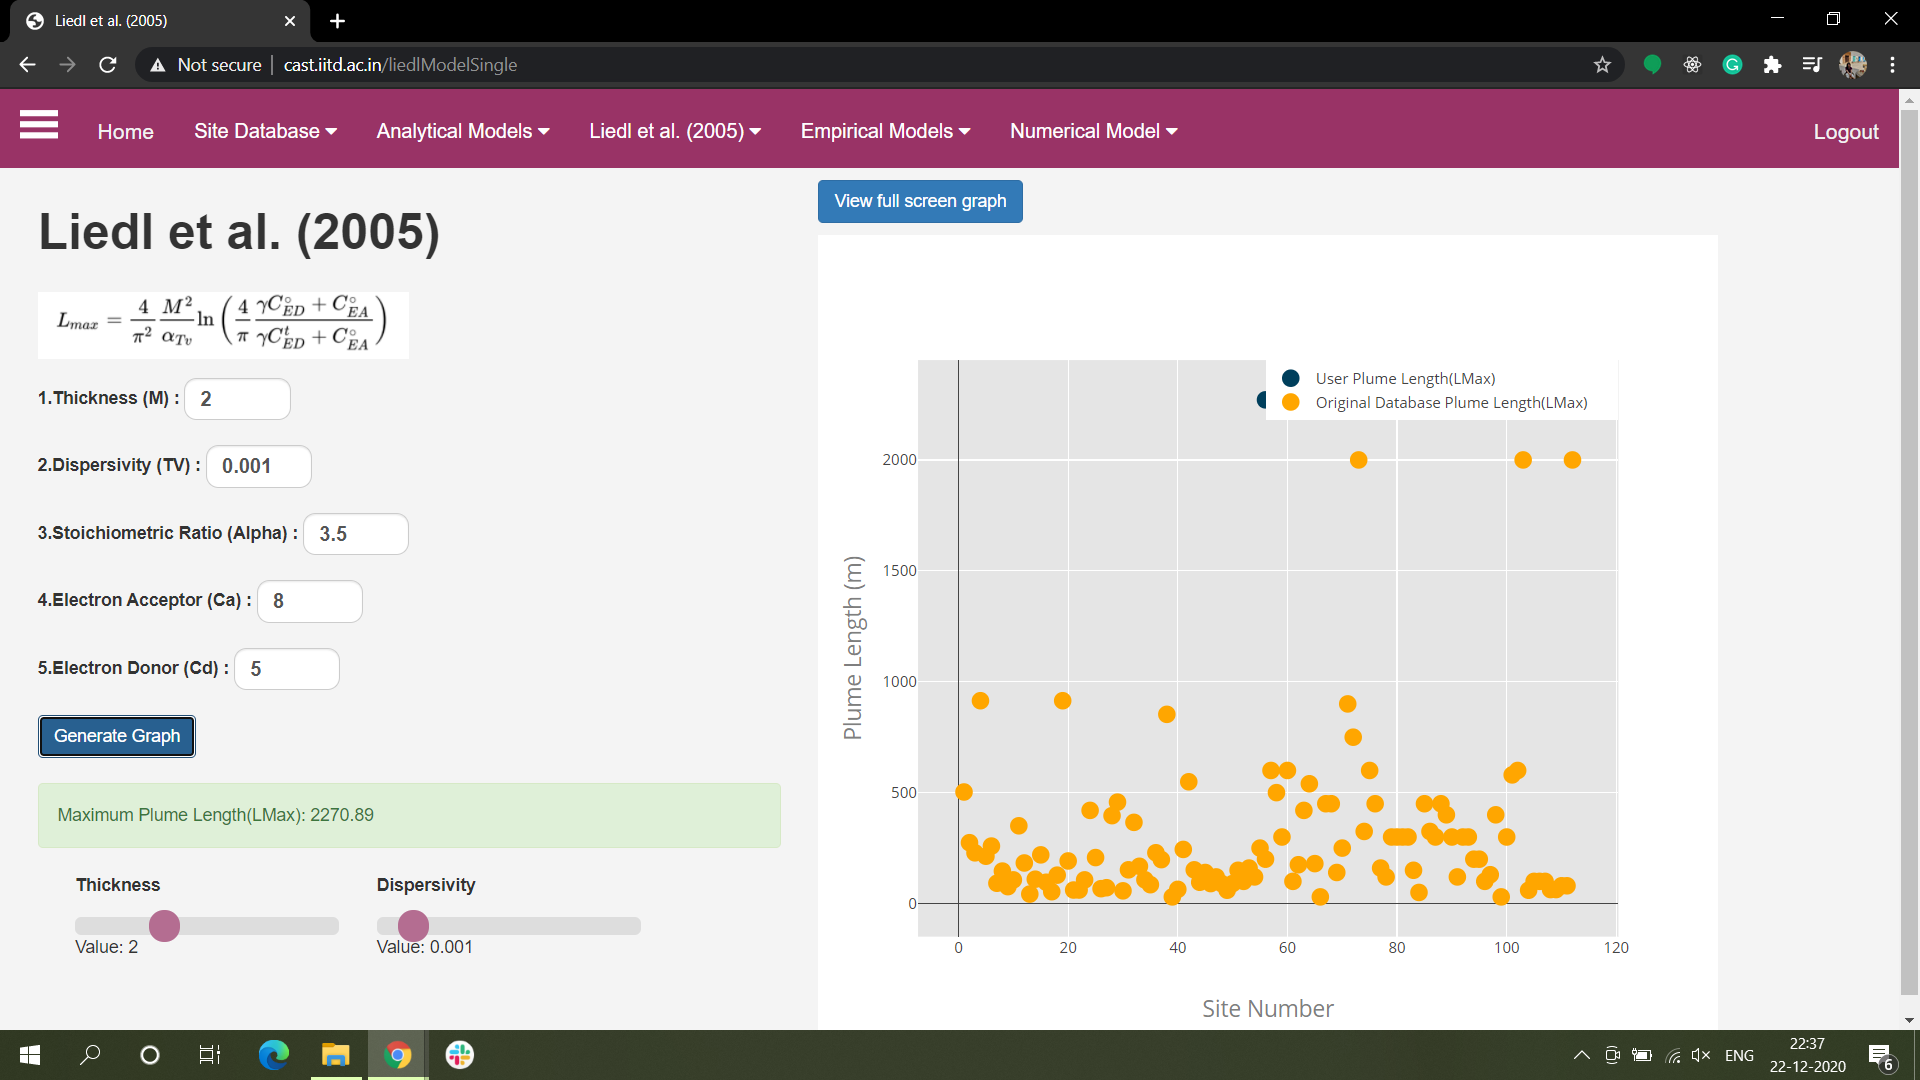 Liedl et al. (2005)
Not secure | cast.iitd.ac.in/liedlModelSingle
Home Site Database Analytical Models Liedl et al. (2005) Empirical Models Numerical Model Logout
View full screen graph
Liedl et al. (2005)
L_{max} = \frac{4}{\pi^2} \frac{M^2}{\alpha_{Tv}} \ln \left( \frac{4}{\pi} \frac{\gamma C^{\circ}_{ED} + C^{\circ}_{EA}}{\gamma C^{t}_{ED} + C^{\circ}_{EA}} \right)
1.Thickness (M) : 2
2.Dispersivity (TV) : 0.001
3.Stoichiometric Ratio (Alpha) : 3.5
4.Electron Acceptor (Ca) : 8
5.Electron Donor (Cd) : 5
Generate Graph
Maximum Plume Length(LMax): 2270.89
Thickness
Value: 2
Dispersivity
Value: 0.001
User Plume Length(LMax)
Original Database Plume Length(LMax)
Plume Length (m)
2000
1500
1000
500
0
0 20 40 60 80 100 120
Site Number
ENG
22:37
22-12-2020
6